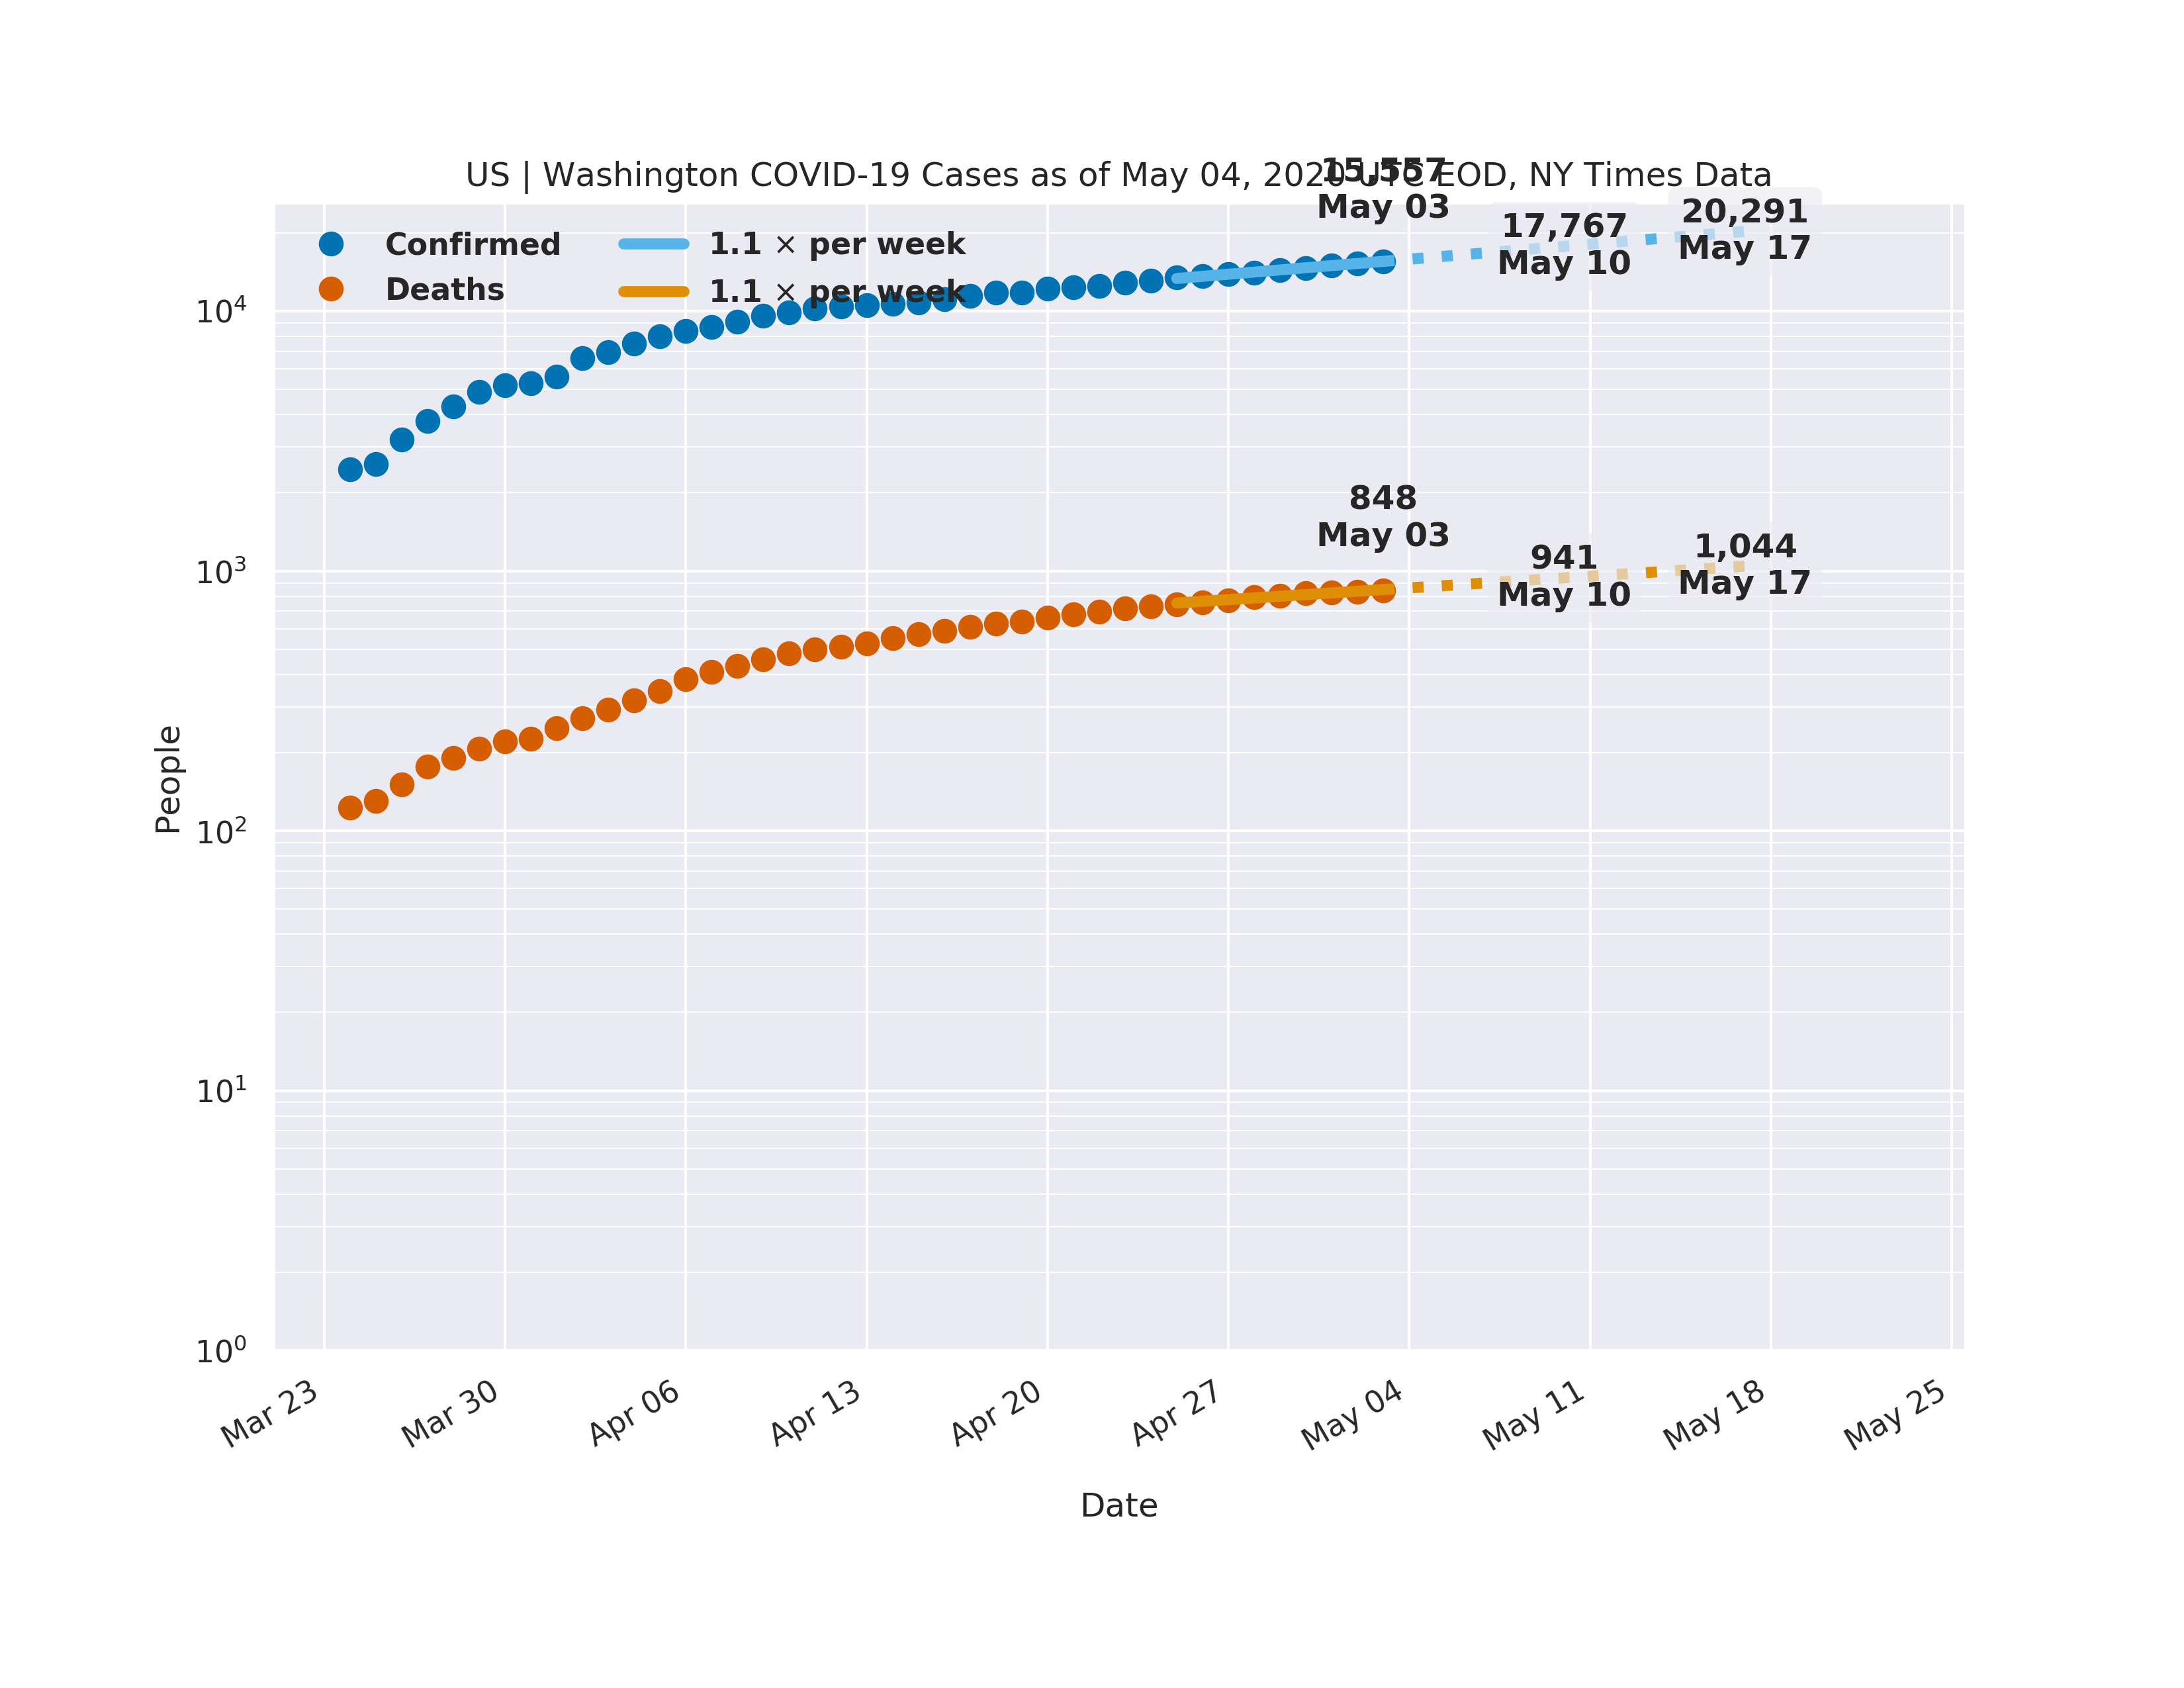 US | Washington COVID-19 Cases as of May 04, 2020 UTC EOD, NY Times Data
15,557
May 03
17,767
May 10
20,291
May 17
Confirmed
Deaths
1.1 × per week
1.1 × per week
848
May 03
941
May 10
1,044
May 17
People
10⁴
10³
10²
10¹
10⁰
Mar 23
Mar 30
Apr 06
Apr 13
Apr 20
Apr 27
May 04
May 11
May 18
May 25
Date